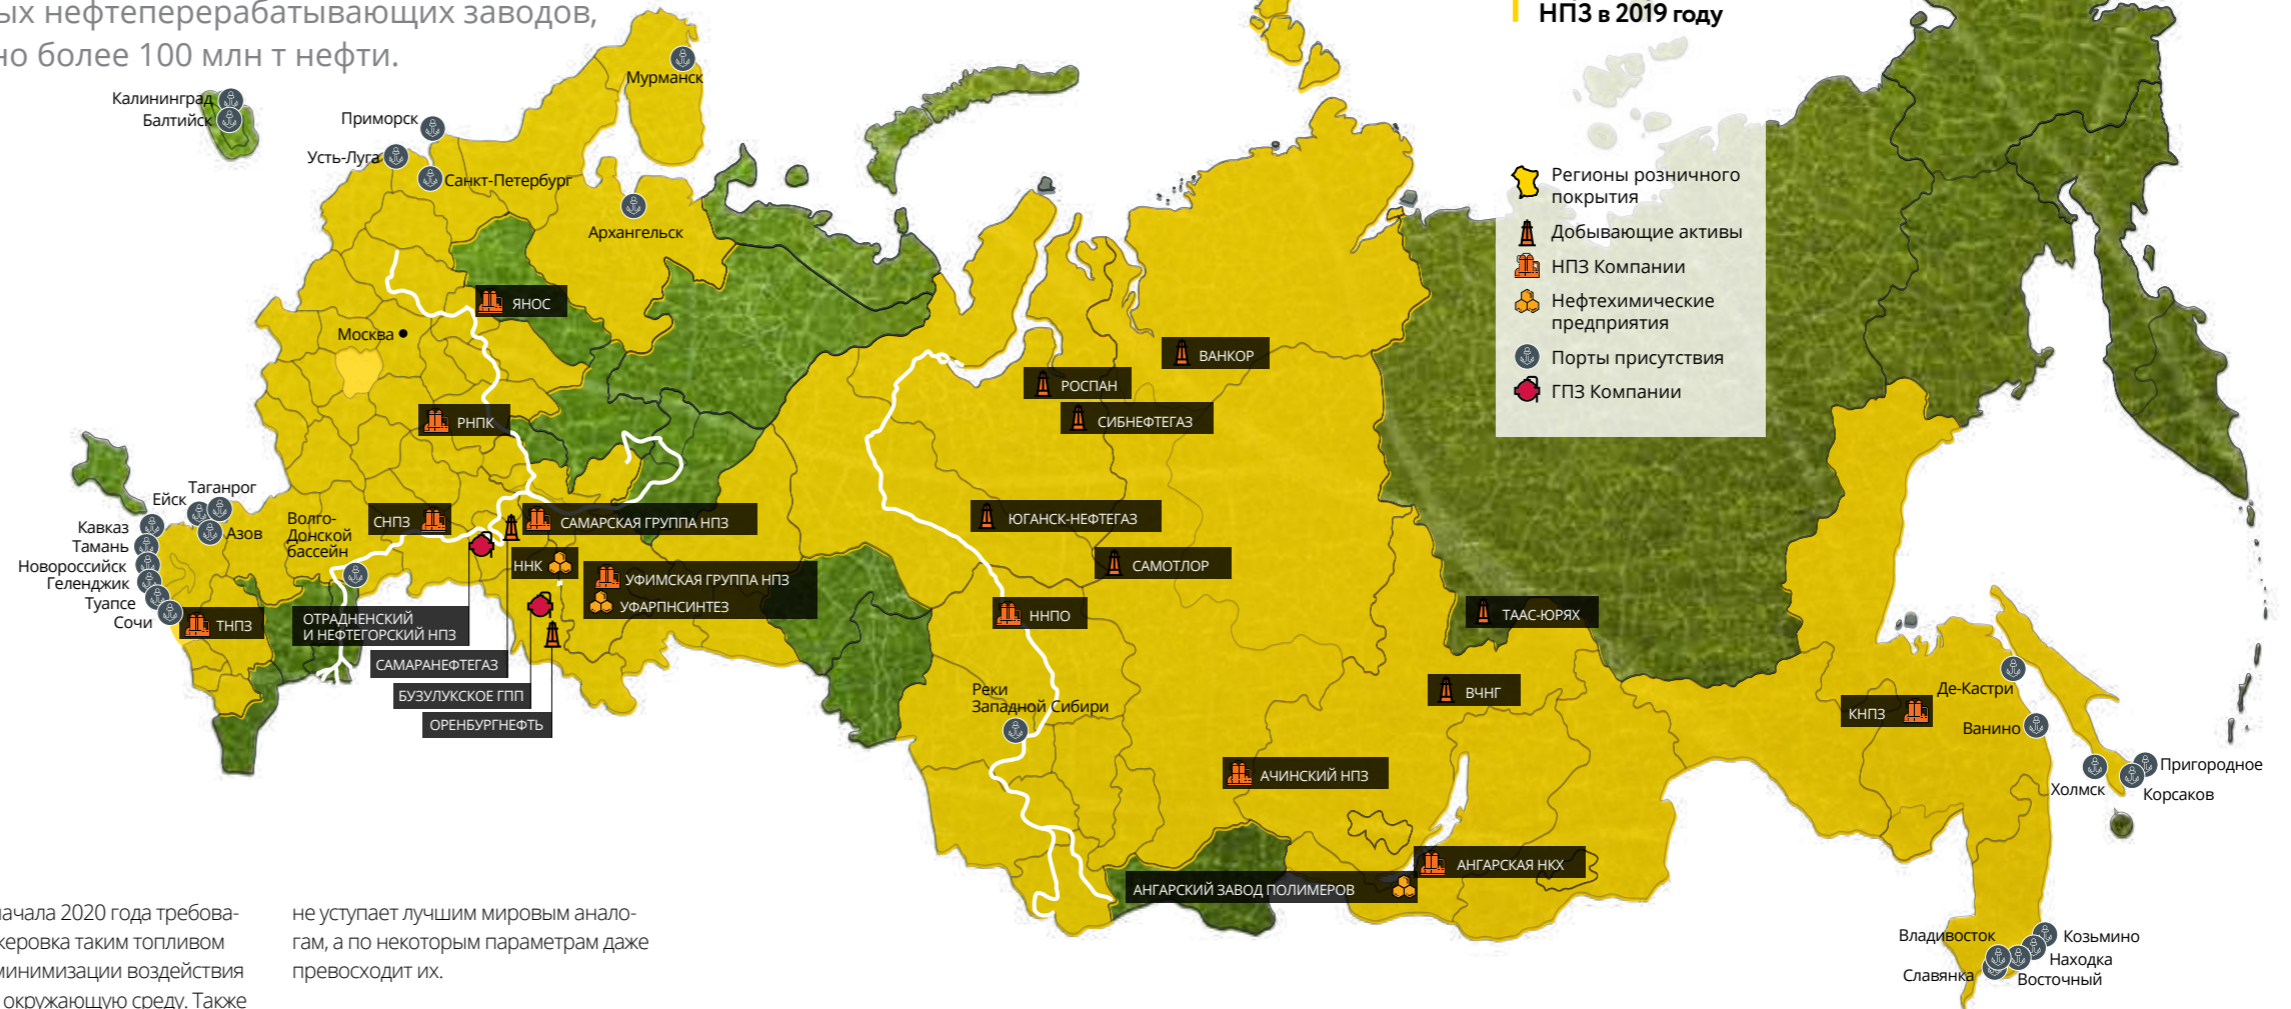 ых нефтеперерабатывающих заводов,
но более 100 млн т нефти.
НПЗ в 2019 году
Мурманск
Калининград
Балтийск
Приморск
Усть-Луга
Санкт-Петербург
Архангельск
Регионы розничного
покрытия
Добывающие активы
НПЗ Компании
Нефтехимические
предприятия
Порты присутствия
ГПЗ Компании
ЯНОС
Москва
РНПК
ВАНКОР
РОСПАН
СИБНЕФТЕГАЗ
Таганрог
Ейск
Кавказ
Азов
Тамань
Новороссийск
Геленджик
Туапсе
Сочи
Волго-
Донской
бассейн
СНПЗ
САМАРСКАЯ ГРУППА НПЗ
ННК
УФИМСКАЯ ГРУППА НПЗ
УФАРПНСИНТЕЗ
ТНПЗ
ОТРАДНЕНСКИЙ
И НЕФТЕГОРСКИЙ НПЗ
САМАРАНЕФТЕГАЗ
БУЗУЛУКСКОЕ ГПП
ОРЕНБУРГНЕФТЬ
ЮГАНСК-НЕФТЕГАЗ
САМОТЛОР
ННПО
ТААС-ЮРЯХ
ВЧНГ
Реки
Западной Сибири
АЧИНСКИЙ НПЗ
АНГАРСКАЯ НКХ
АНГАРСКИЙ ЗАВОД ПОЛИМЕРОВ
КНПЗ
Де-Кастри
Ванино
Пригородное
Холмск
Корсаков
Владивосток
Козьмино
Находка
Славянка
Восточный
ачала 2020 года требова-
керовка таким топливом
минимизации воздействия
окружающую среду. Также
не уступает лучшим мировым анало-
гам, а по некоторым параметрам даже
превосходит их.